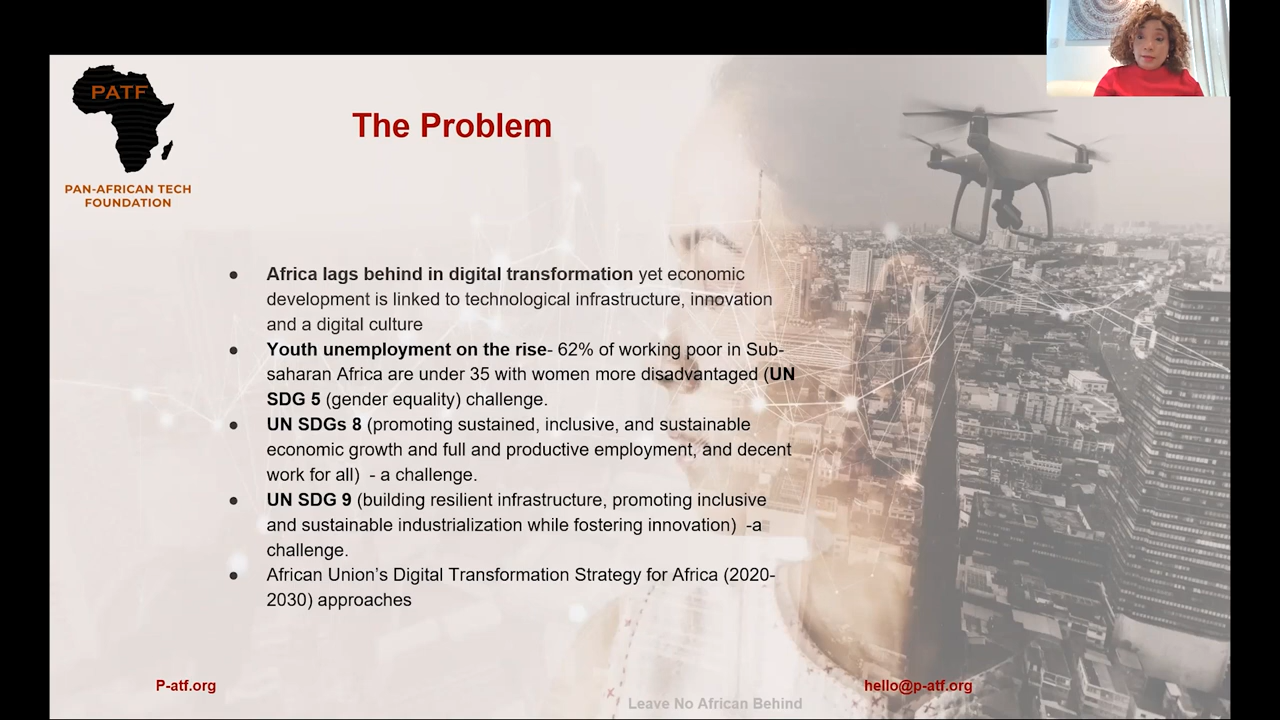 PATF
PAN-AFRICAN TECH
FOUNDATION
The Problem
● Africa lags behind in digital transformation yet economic
development is linked to technological infrastructure, innovation
and a digital culture
● Youth unemployment on the rise- 62% of working poor in Sub-
saharan Africa are under 35 with women more disadvantaged (UN
SDG 5 (gender equality) challenge.
● UN SDGs 8 (promoting sustained, inclusive, and sustainable
economic growth and full and productive employment, and decent
work for all) - a challenge.
● UN SDG 9 (building resilient infrastructure, promoting inclusive
and sustainable industrialization while fostering innovation) -a
challenge.
● African Union’s Digital Transformation Strategy for Africa (2020-
2030) approaches
P-atf.org
hello@p-atf.org
Leave No African Behind